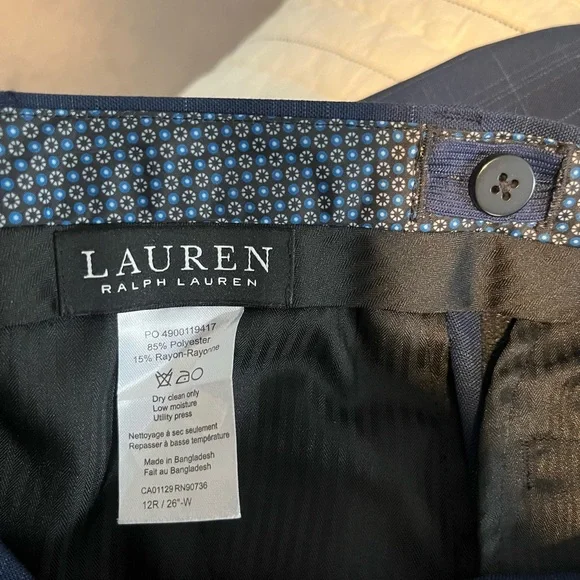 LAUREN
RALPH LAUREN
PO 4900119417
85% Polyester
15% Rayon-Rayonne
Dry clean only
Low moisture
Utility press
Nettoyage à sec seulement
Repasser à basse température
Made in Bangladesh
Fait au Bangladesh
CA01129 RN90736
12R / 26"-W